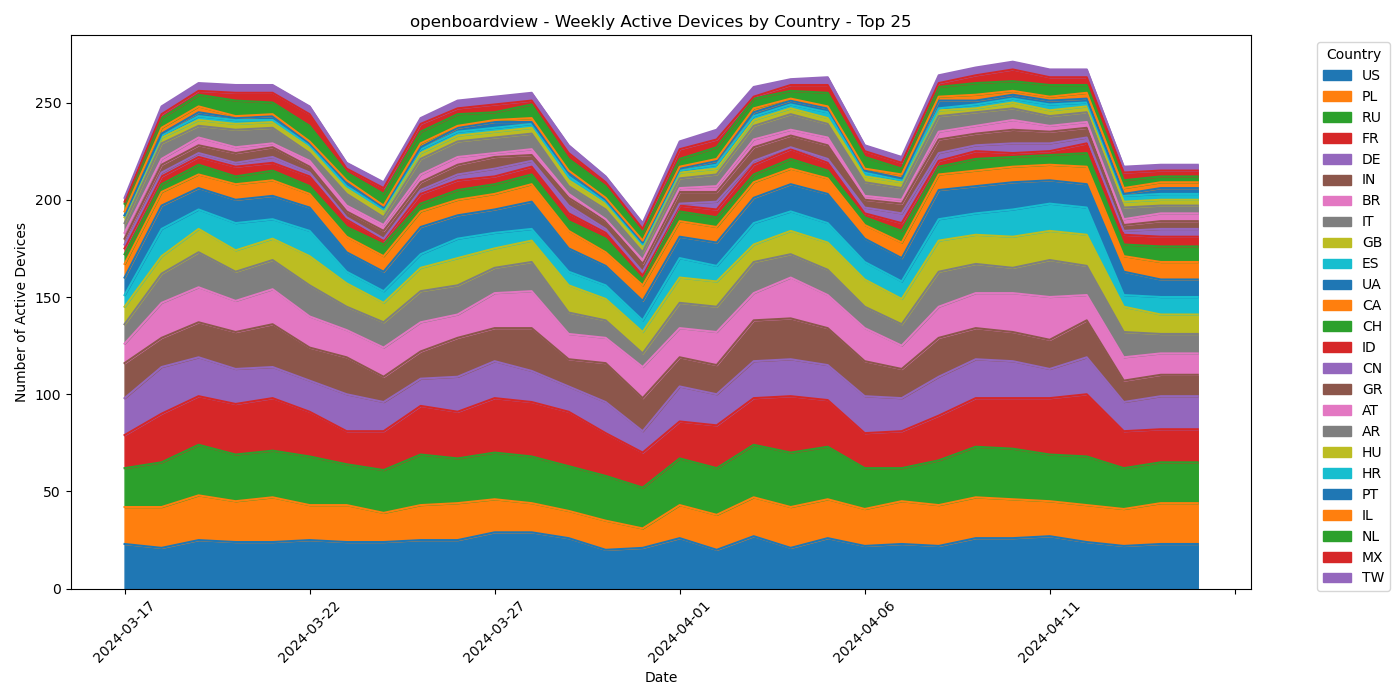 openboardview - Weekly Active Devices by Country - Top 25
Number of Active Devices
250
200
150
100
50
0
2024-03-17
2024-03-22
2024-03-27
2024-04-01
2024-04-06
2024-04-11
Date
Country
US
PL
RU
FR
DE
IN
BR
IT
GB
ES
UA
CA
CH
ID
CN
GR
AT
AR
HU
HR
PT
IL
NL
MX
TW